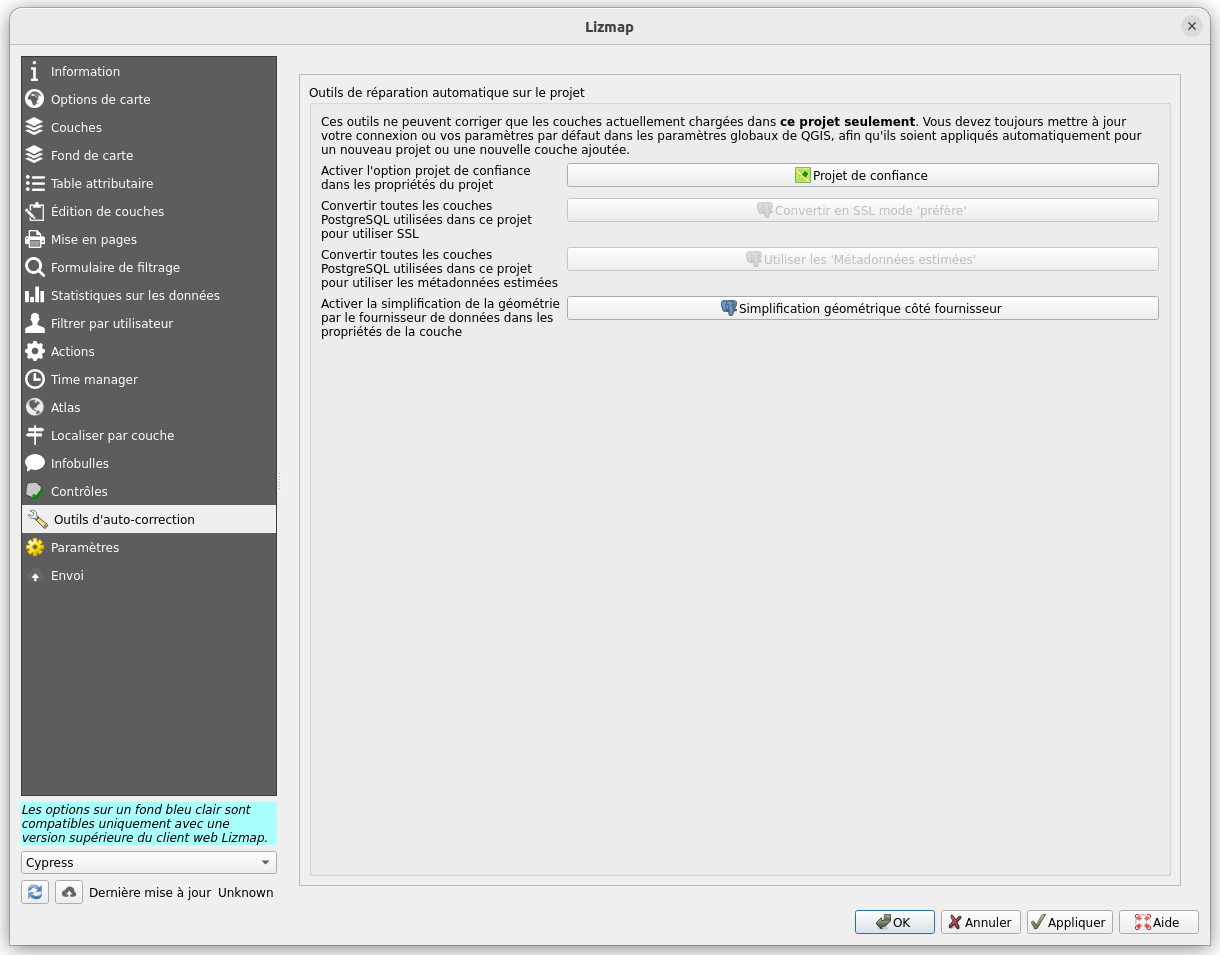 Lizmap
Information
Options de carte
Couches
Fond de carte
Table attributaire
Édition de couches
Mise en pages
Formulaire de filtrage
Statistiques sur les données
Filtrer par utilisateur
Actions
Time manager
Atlas
Localiser par couche
Infobulles
Contrôles
Outils d'auto-correction
Paramètres
Envoi
Les options sur un fond bleu clair sont
compatibles uniquement avec une
version supérieure du client web Lizmap.
Cypress
Dernière mise à jour Unknown
Outils de réparation automatique sur le projet
Ces outils ne peuvent corriger que les couches actuellement chargées dans ce projet seulement. Vous devez toujours mettre à jour
votre connexion ou vos paramètres par défaut dans les paramètres globaux de QGIS, afin qu'ils soient appliqués automatiquement pour
un nouveau projet ou une nouvelle couche ajoutée.
Activer l'option projet de confiance
dans les propriétés du projet
Projet de confiance
Convertir toutes les couches
PostgreSQL utilisées dans ce projet
pour utiliser SSL
Convertir en SSL mode 'préfère'
Convertir toutes les couches
PostgreSQL utilisées dans ce projet
pour utiliser les métadonnées estimées
Utiliser les 'Métadonnées estimées'
Activer la simplification de la géométrie
par le fournisseur de données dans les
propriétés de la couche
Simplification géométrique côté fournisseur
OK
Annuler
Appliquer
Aide